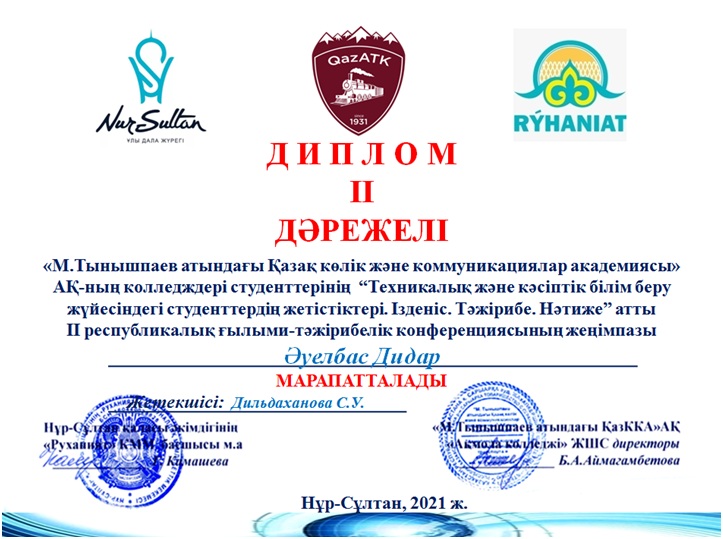 NurSultan
ҰЛЫ ДАЛА ЖҮРЕГІ
QazATK
SINCE
1931
RÝHANIAT
Д И П Л О М
II
ДӘРЕЖЕЛІ
«М.Тынышпаев атындағы Қазақ көлік және коммуникациялар академиясы»
АҚ-ның колледждері студенттерінің “Техникалық және кәсіптік білім беру
жүйесіндегі студенттердің жетістіктері. Ізденіс. Тәжірибе. Нәтиже” атты
II республикалық ғылыми-тәжірибелік конференциясының жеңімпазы
Әуелбас Дидар
МАРАПАТТАЛАДЫ
Жетекшісі: Дильдаханова С.У.
Нұр-Сұлтан қаласы әкімдігінің
«Руханият» КММ басшысы м.а
Кимашева
«М.Тынышпаев атындағы ҚазККА»АҚ
«Ақмола колледжі» ЖШС директоры
Б.А.Аймагамбетова
Нұр-Сұлтан, 2021 ж.